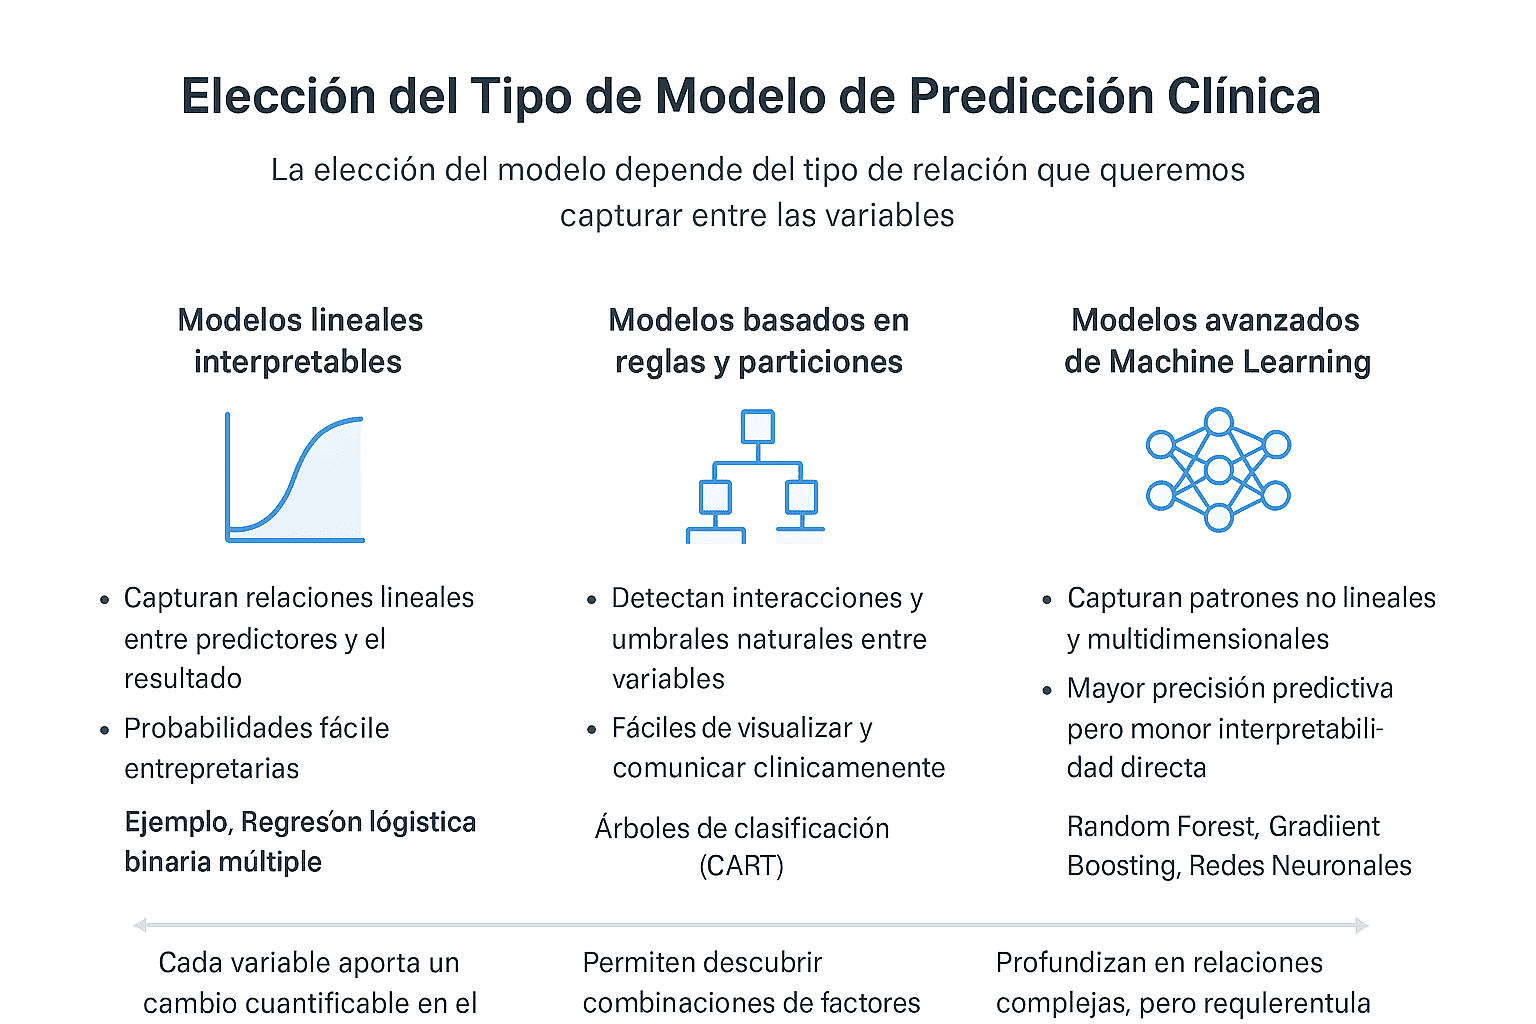 Elección del Tipo de Modelo de Predicción Clínica
La elección del modelo depende del tipo de relación que queremos
capturar entre las variables
Modelos lineales
interpretables
Capturan relaciones lineales
entre predictores y el
resultado
Probabilidades fácile
entrepretarias
Ejemplo, Regreśon lógistica
binaria múltiple
Modelos basados en
reglas y particiones
Detectan interacciones y
umbrales naturales entre
variables
Fáciles de visualizar y
comunicar clinicamenente
Árboles de clasificación
(CART)
Modelos avanzados
de Machine Learning
Capturan patrones no lineales
y multidimensionales
Mayor precisión predictiva
pero monor interpretabili-
dad directa
Random Forest, Gradiient
Boosting, Redes Neuronales
Cada variable aporta un
cambio cuantificable en el
Permiten descubrir
combinaciones de factores
Profundizan en relaciones
complejas, pero requlerentula